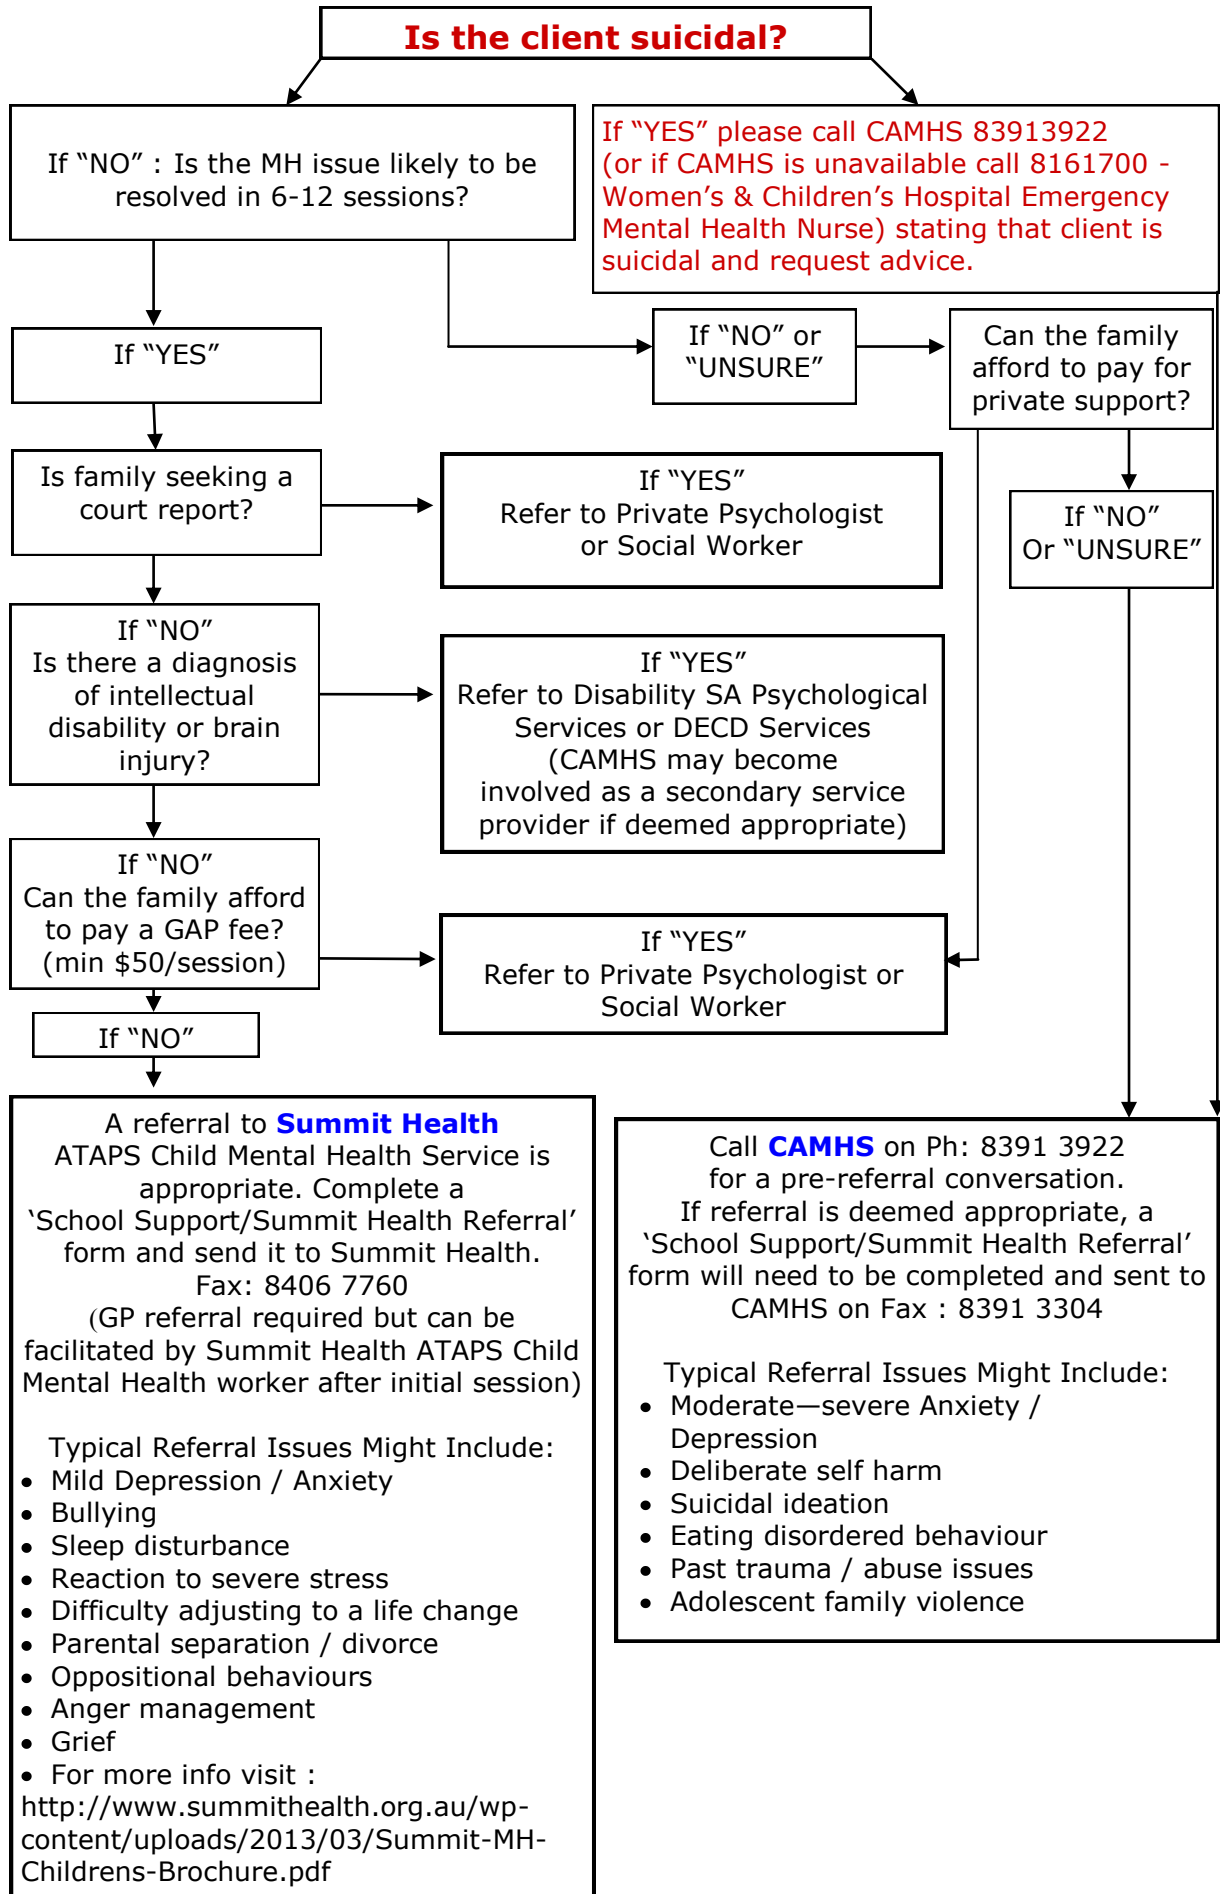 Is the client suicidal?
If “NO” : Is the MH issue likely to be
resolved in 6-12 sessions?
If “YES” please call CAMHS 83913922
(or if CAMHS is unavailable call 8161700 -
Women’s & Children’s Hospital Emergency
Mental Health Nurse) stating that client is
suicidal and request advice.
If “YES”
If “NO” or
“UNSURE”
Can the family
afford to pay for
private support?
Is family seeking a
court report?
If “YES”
Refer to Private Psychologist
or Social Worker
If “NO”
Or “UNSURE”
If “NO”
Is there a diagnosis
of intellectual
disability or brain
injury?
If “YES”
Refer to Disability SA Psychological
Services or DECD Services
(CAMHS may become
involved as a secondary service
provider if deemed appropriate)
If “NO”
Can the family afford
to pay a GAP fee?
(min $50/session)
If “YES”
Refer to Private Psychologist or
Social Worker
If “NO”
A referral to Summit Health
ATAPS Child Mental Health Service is
appropriate. Complete a
‘School Support/Summit Health Referral’
form and send it to Summit Health.
Fax: 8406 7760
(GP referral required but can be
facilitated by Summit Health ATAPS Child
Mental Health worker after initial session)
Typical Referral Issues Might Include:
• Mild Depression / Anxiety
• Bullying
• Sleep disturbance
• Reaction to severe stress
• Difficulty adjusting to a life change
• Parental separation / divorce
• Oppositional behaviours
• Anger management
• Grief
• For more info visit :
http://www.summithealth.org.au/wp-
content/uploads/2013/03/Summit-MH-
Childrens-Brochure.pdf
Call CAMHS on Ph: 8391 3922
for a pre-referral conversation.
If referral is deemed appropriate, a
‘School Support/Summit Health Referral’
form will need to be completed and sent to
CAMHS on Fax : 8391 3304
Typical Referral Issues Might Include:
• Moderate—severe Anxiety /
Depression
• Deliberate self harm
• Suicidal ideation
• Eating disordered behaviour
• Past trauma / abuse issues
• Adolescent family violence